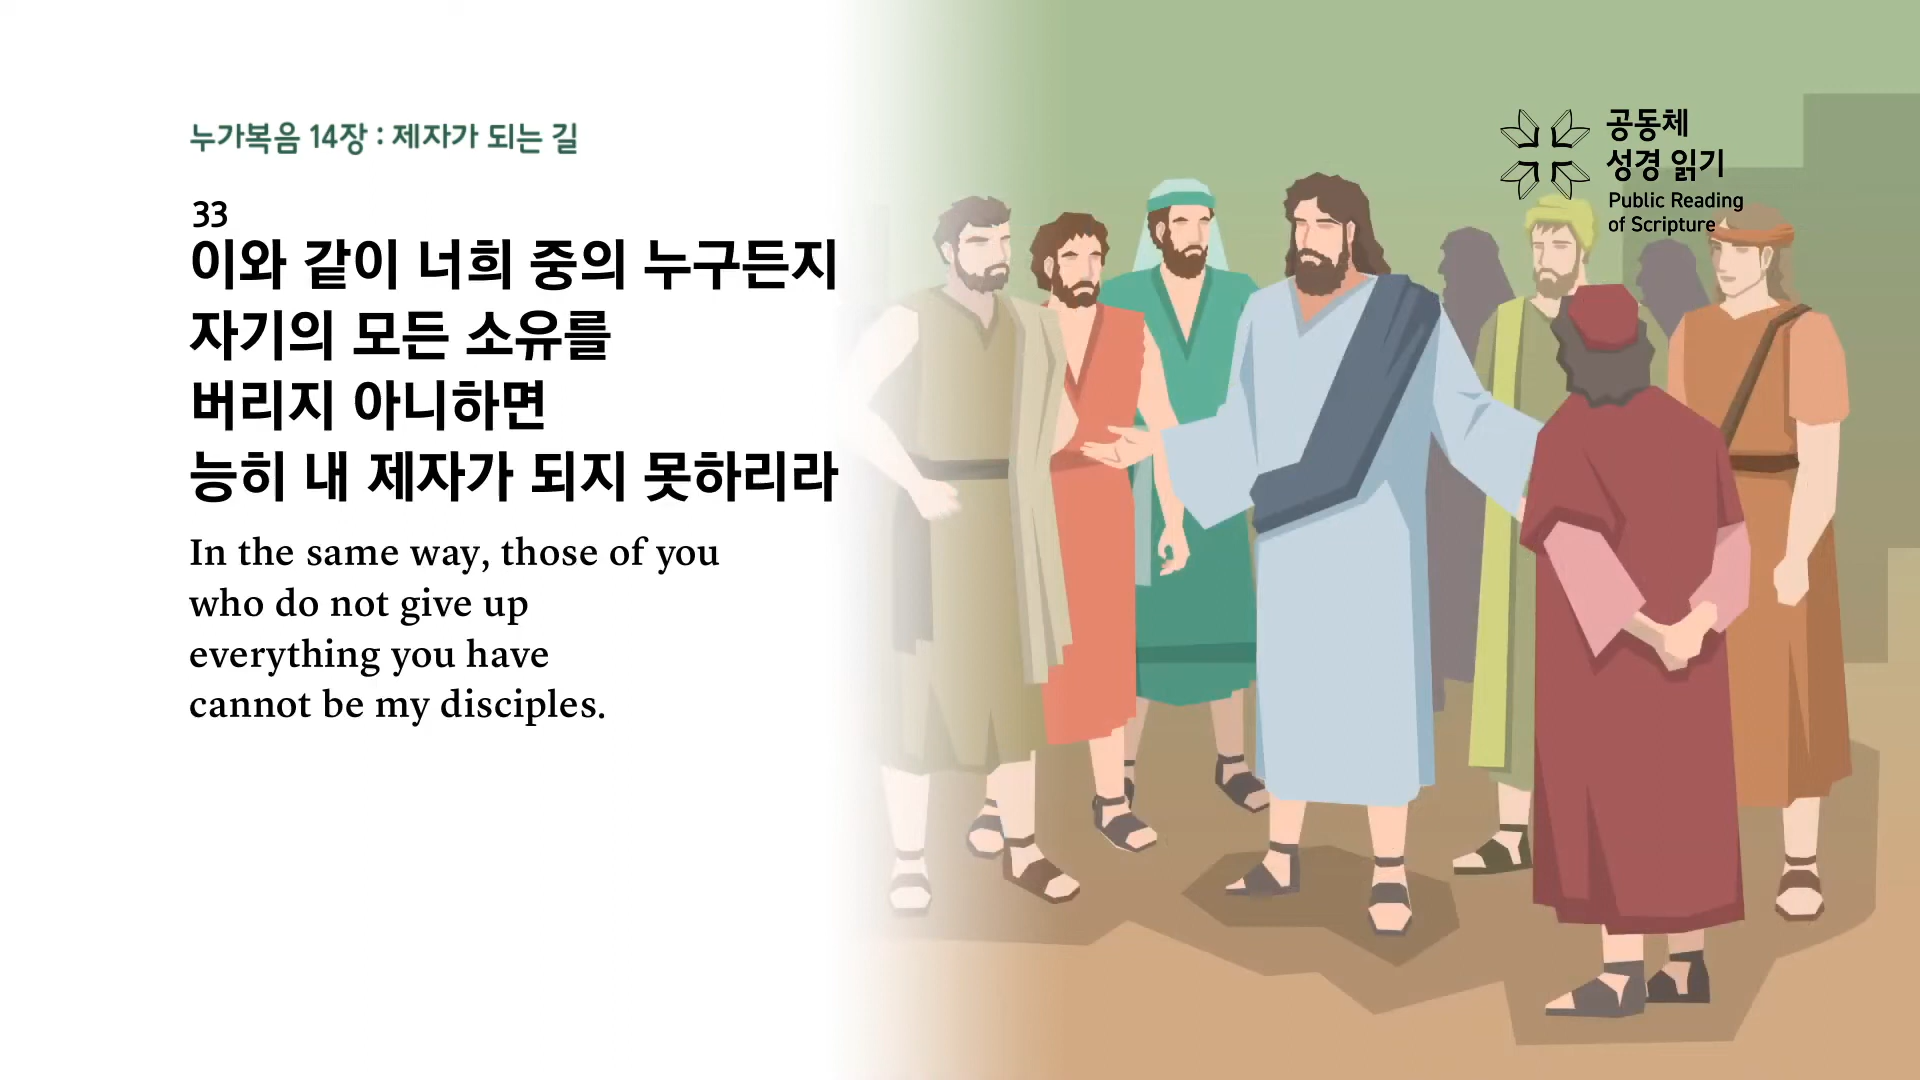 누가복음 14장 : 제자가 되는 길
33
이와 같이 너희 중의 누구든지
자기의 모든 소유를
버리지 아니하면
능히 내 제자가 되지 못하리라
In the same way, those of you
who do not give up
everything you have
cannot be my disciples.
공동체
성경 읽기
Public Reading
of Scripture